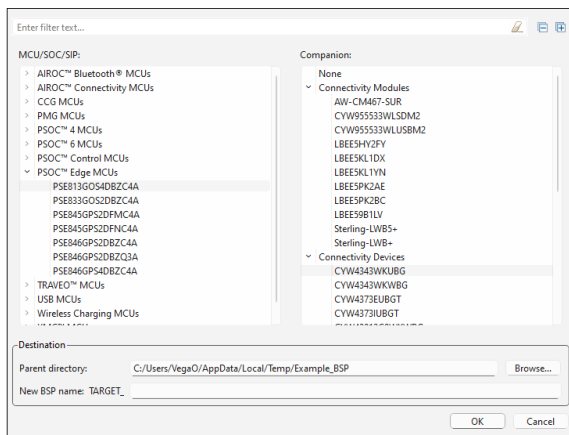 Enter filter text...
MCU/SOC/SIP:
AIROC™ Bluetooth® MCUs
AIROC™ Connectivity MCUs
CCG MCUs
PMG MCUs
PSOC™ 4 MCUs
PSOC™ 6 MCUs
PSOC™ Control MCUs
PSOC™ Edge MCUs
PSE813GOS4DBZC4A
PSE833GOS2DBZC4A
PSE845GPS2DFMC4A
PSE845GPS2DFNC4A
PSE846GPS2DBZC4A
PSE846GPS2DBZQ3A
PSE846GPS4DBZC4A
TRAVEO™ MCUs
USB MCUs
Wireless Charging MCUs
Companion:
None
Connectivity Modules
AW-CM467-SUR
CYW955533WLSDM2
CYW955533WLUSBM2
LBEE5HY2FY
LBEE5KL1DX
LBEE5KL1YN
LBEE5PK2AE
LBEE5PK2BC
LBEE59B1LV
Sterling-LWB5+
Sterling-LWB+
Connectivity Devices
CYW4343WKUBG
CYW4343WKWBG
CYW4373EUBGT
CYW4373IUBGT
Destination
Parent directory: C:/Users/VegaO/AppData/Local/Temp/Example_BSP Browse...
New BSP name: TARGET_
OK Cancel